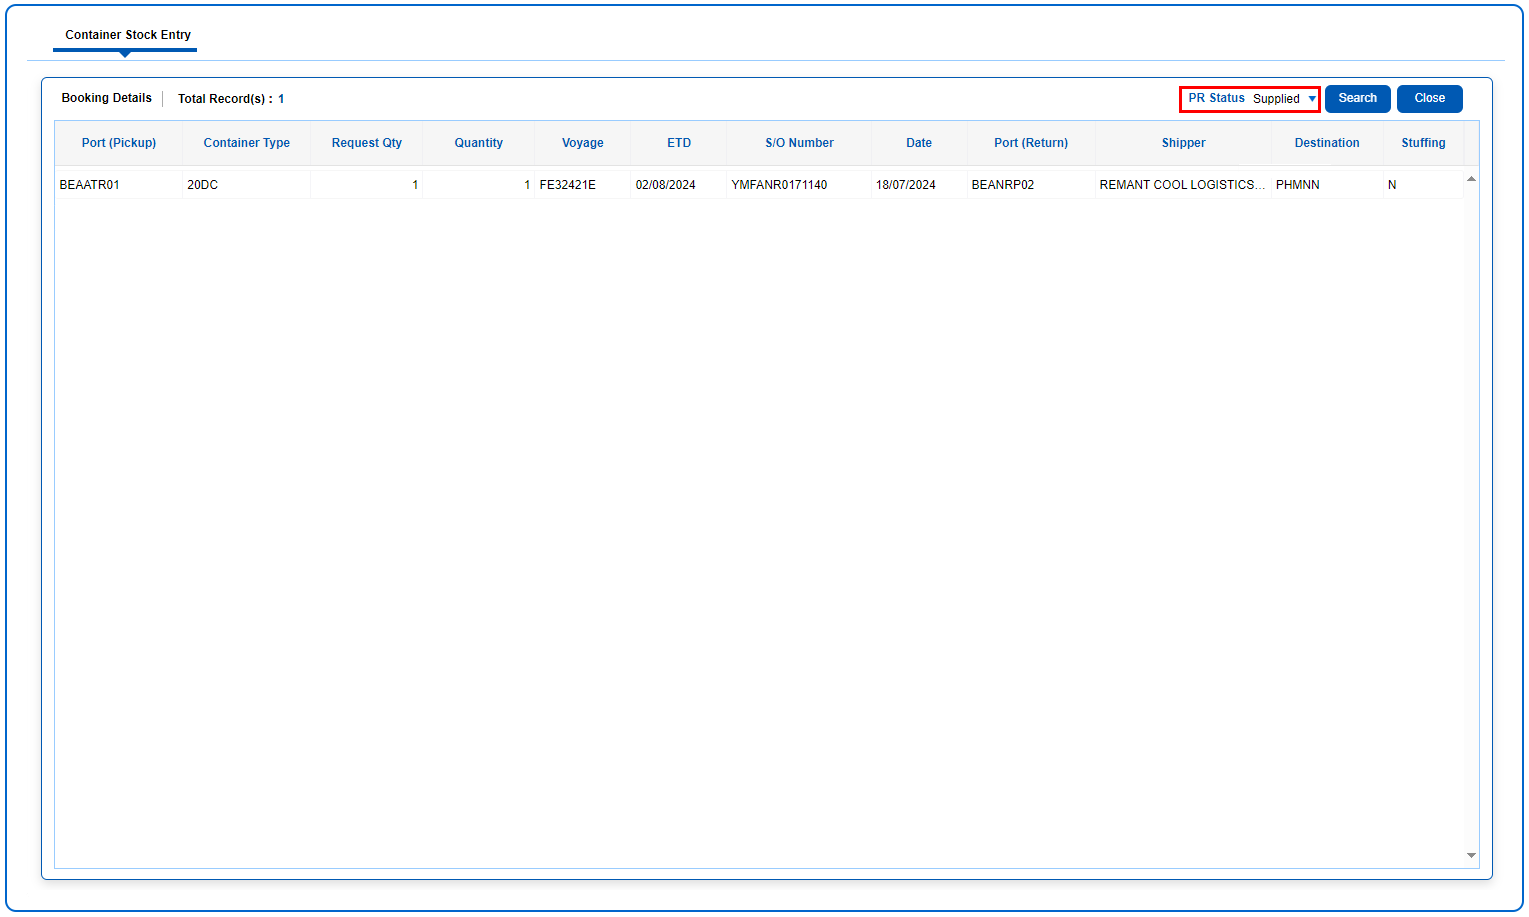 Container Stock Entry
Booking Details Total Record(s) : 1 PR Status Supplied Search Close
Port (Pickup) Container Type Request Qty Quantity Voyage ETD S/O Number Date Port (Return) Shipper Destination Stuffing
BEAATR01 20DC 1 1 FE32421E 02/08/2024 YMFANR0171140 18/07/2024 BEANRP02 REMANT COOL LOGISTICS... PHMNN N